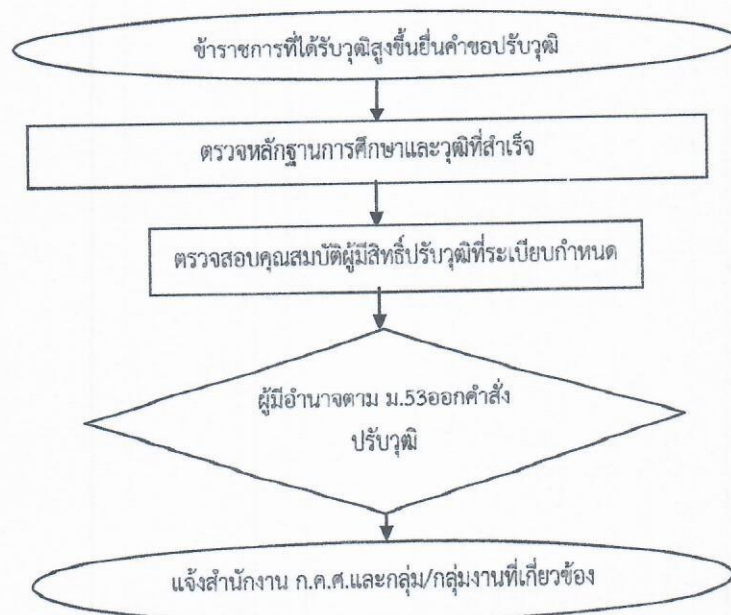 ข้าราชการที่ได้รับวุฒิสูงขึ้นยื่นคำขอปรับวุฒิ
ตรวจหลักฐานการศึกษาและวุฒิที่สำเร็จ
ตรวจสอบคุณสมบัติผู้มีสิทธิ์ปรับวุฒิที่ระเบียบกำหนด
ผู้มีอำนาจตาม ม.53ออกคำสั่ง
ปรับวุฒิ
แจ้งสำนักงาน ก.ค.ศ.และกลุ่ม/กลุ่มงานที่เกี่ยวข้อง